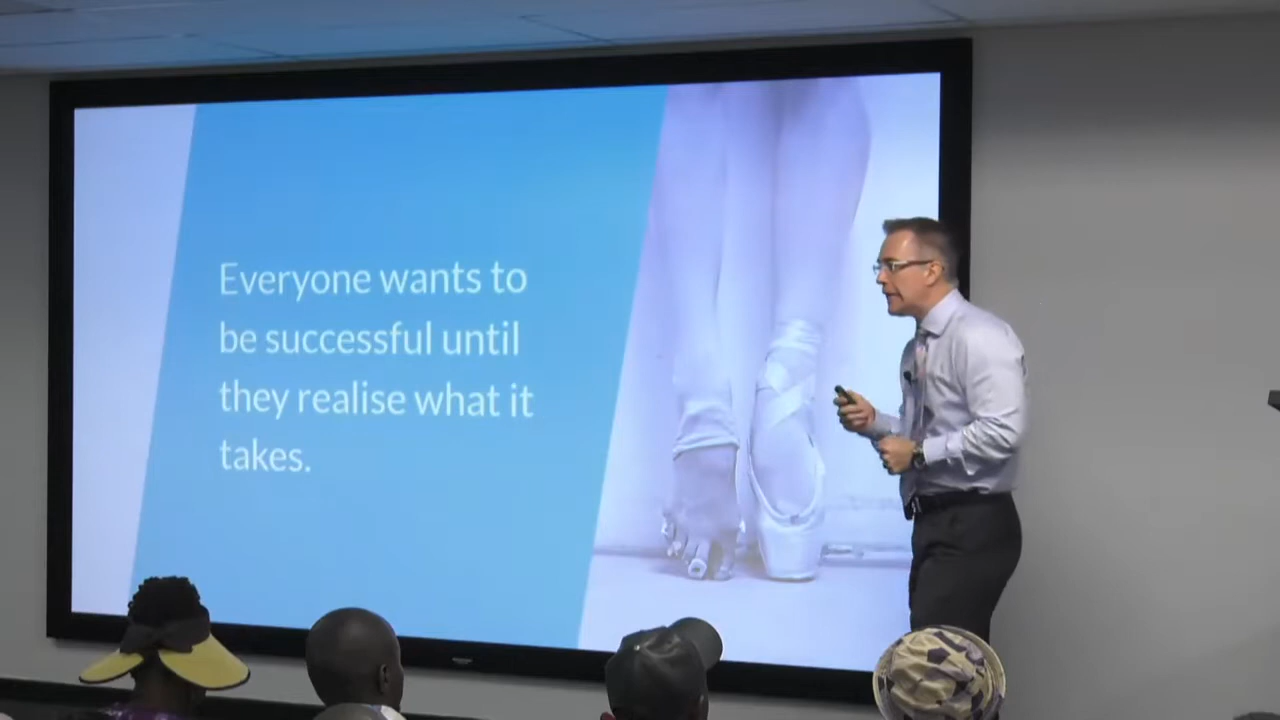 Everyone wants to
be successful until
they realise what it
takes.